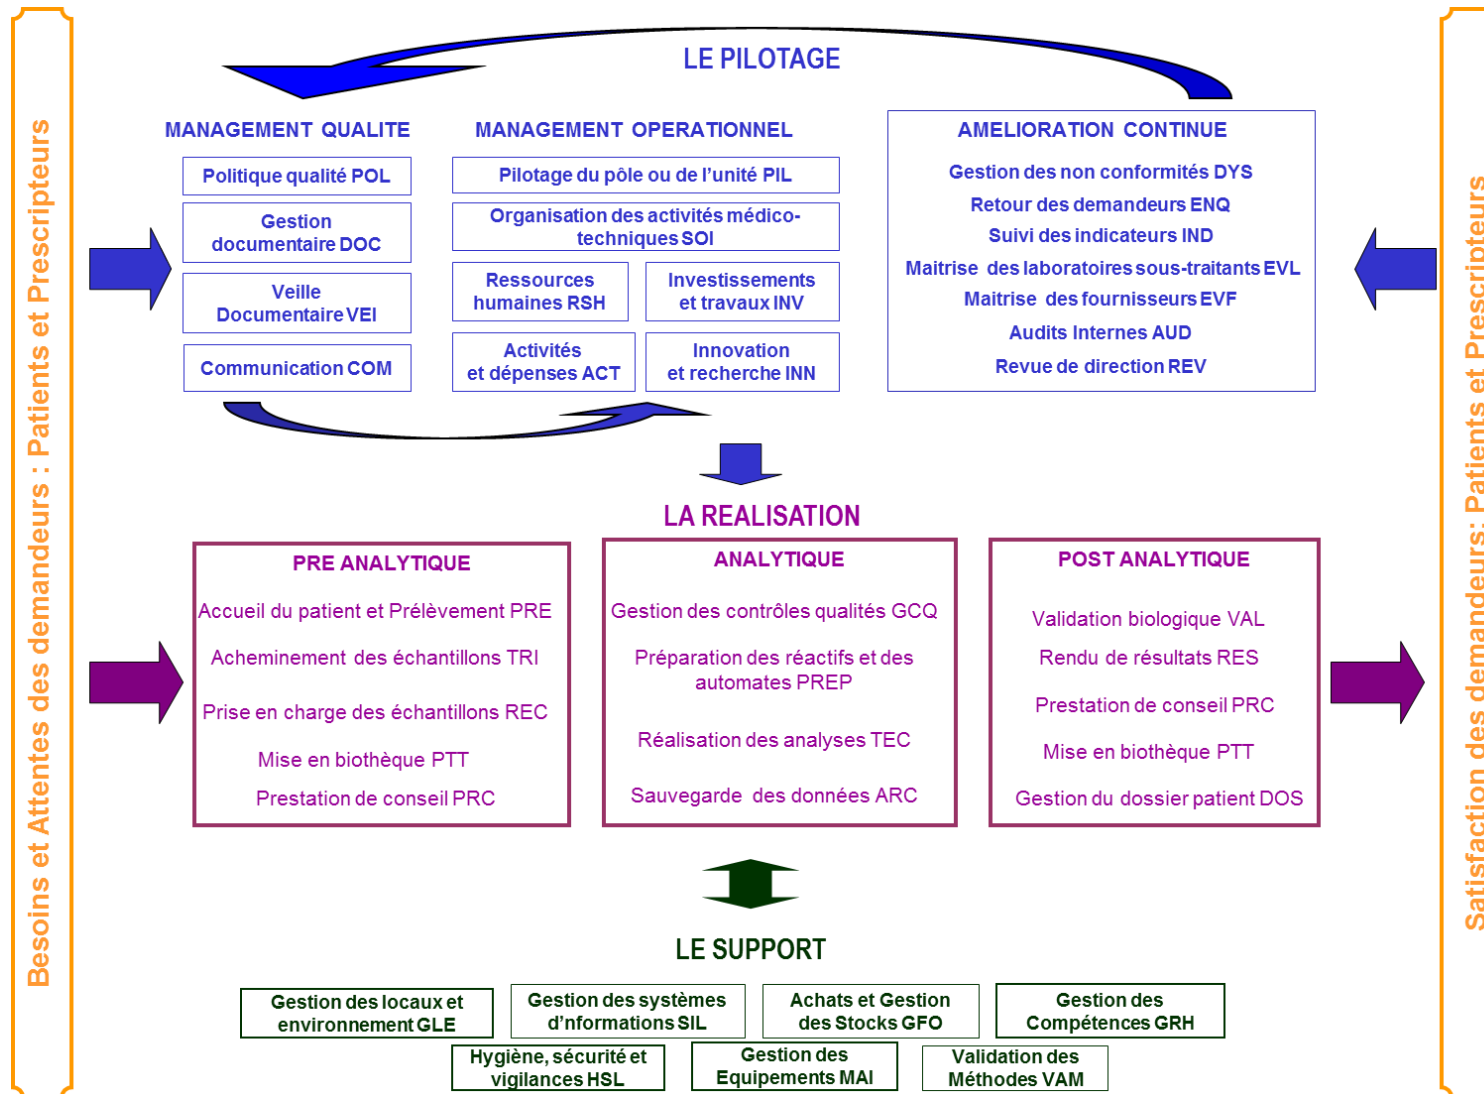 Besoins et Attentes des demandeurs : Patients et Prescripteurs
LE PILOTAGE
MANAGEMENT QUALITE
Politique qualité POL
Gestion
documentaire DOC
Veille
Documentaire VEI
Communication COM
MANAGEMENT OPERATIONNEL
Pilotage du pôle ou de l'unité PIL
Organisation des activités médico-
techniques SOI
Ressources
humaines RSH
Investissements
et travaux INV
Activités
et dépenses ACT
Innovation
et recherche INN
AMELIORATION CONTINUE
Gestion des non conformités DYS
Retour des demandeurs ENQ
Suivi des indicateurs IND
Maitrise des laboratoires sous-traitants EVL
Maitrise des fournisseurs EVF
Audits Internes AUD
Revue de direction REV
LA REALISATION
PRE ANALYTIQUE
Accueil du patient et Prélèvement PRE
Acheminement des échantillons TRI
Prise en charge des échantillons REC
Mise en biothèque PTT
Prestation de conseil PRC
ANALYTIQUE
Gestion des contrôles qualités GCQ
Préparation des réactifs et des
automates PREP
Réalisation des analyses TEC
Sauvegarde des données ARC
POST ANALYTIQUE
Validation biologique VAL
Rendu de résultats RES
Prestation de conseil PRC
Mise en biothèque PTT
Gestion du dossier patient DOS
LE SUPPORT
Gestion des locaux et
environnement GLE
Gestion des systèmes
d'nformations SIL
Achats et Gestion
des Stocks GFO
Gestion des
Compétences GRH
Hygiène, sécurité et
vigilances HSL
Gestion des
Equipements MAI
Validation des
Méthodes VAM
Satisfaction des demandeurs: Patients et Prescripteurs